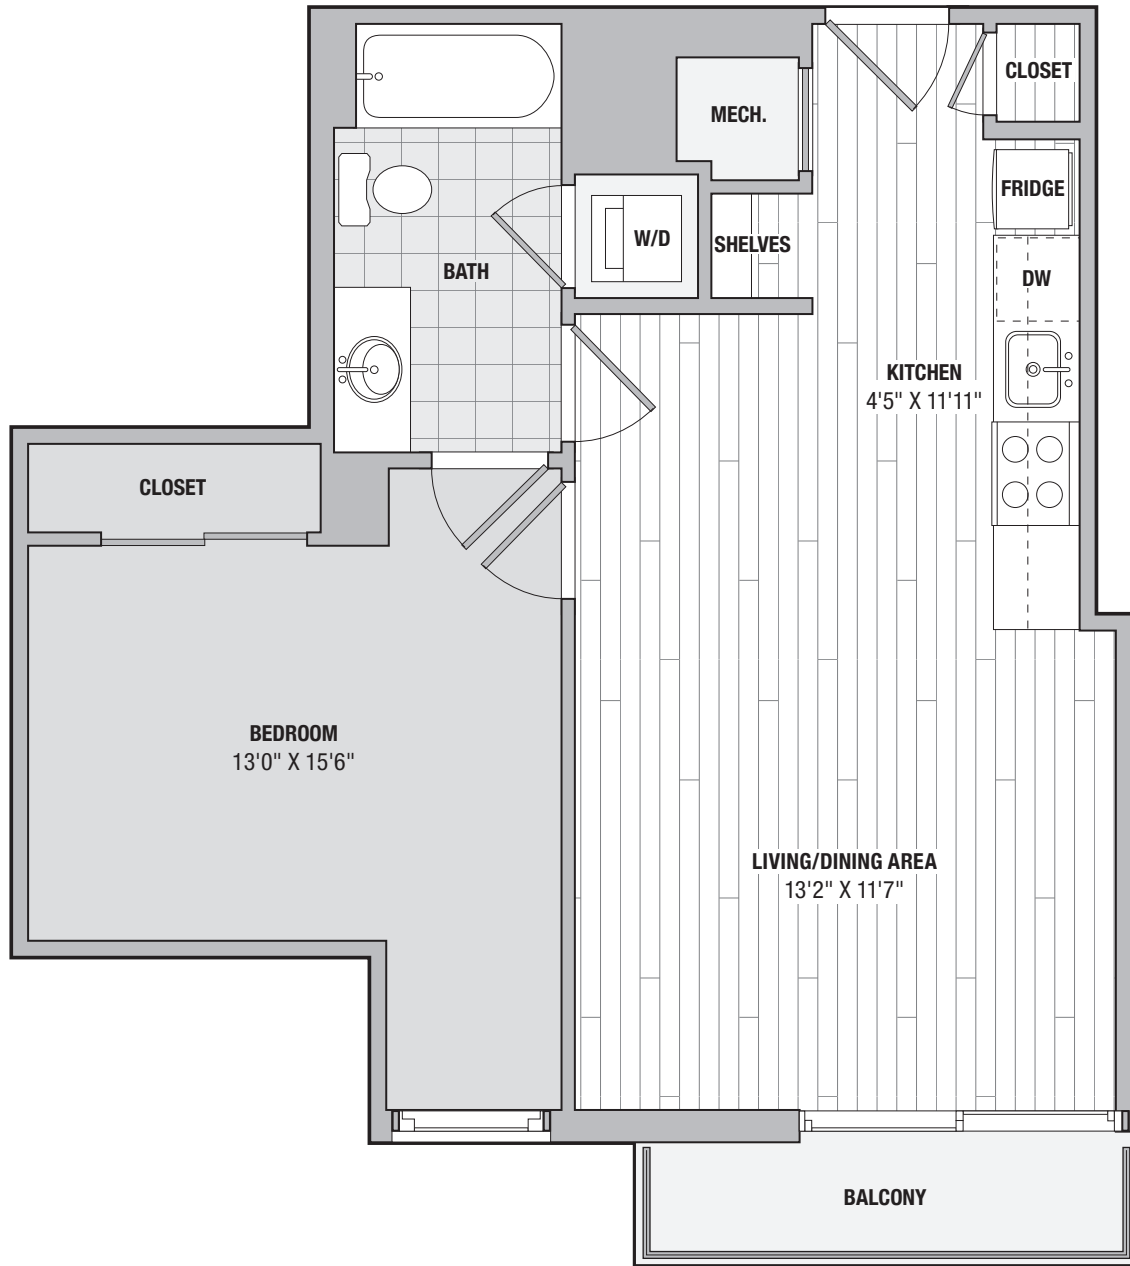 CLOSET
MECH.
FRIDGE
W/D
SHELVES
BATH
DW
KITCHEN
4'5" X 11'11"
CLOSET
BEDROOM
13'0" X 15'6"
LIVING/DINING AREA
13'2" X 11'7"
BALCONY